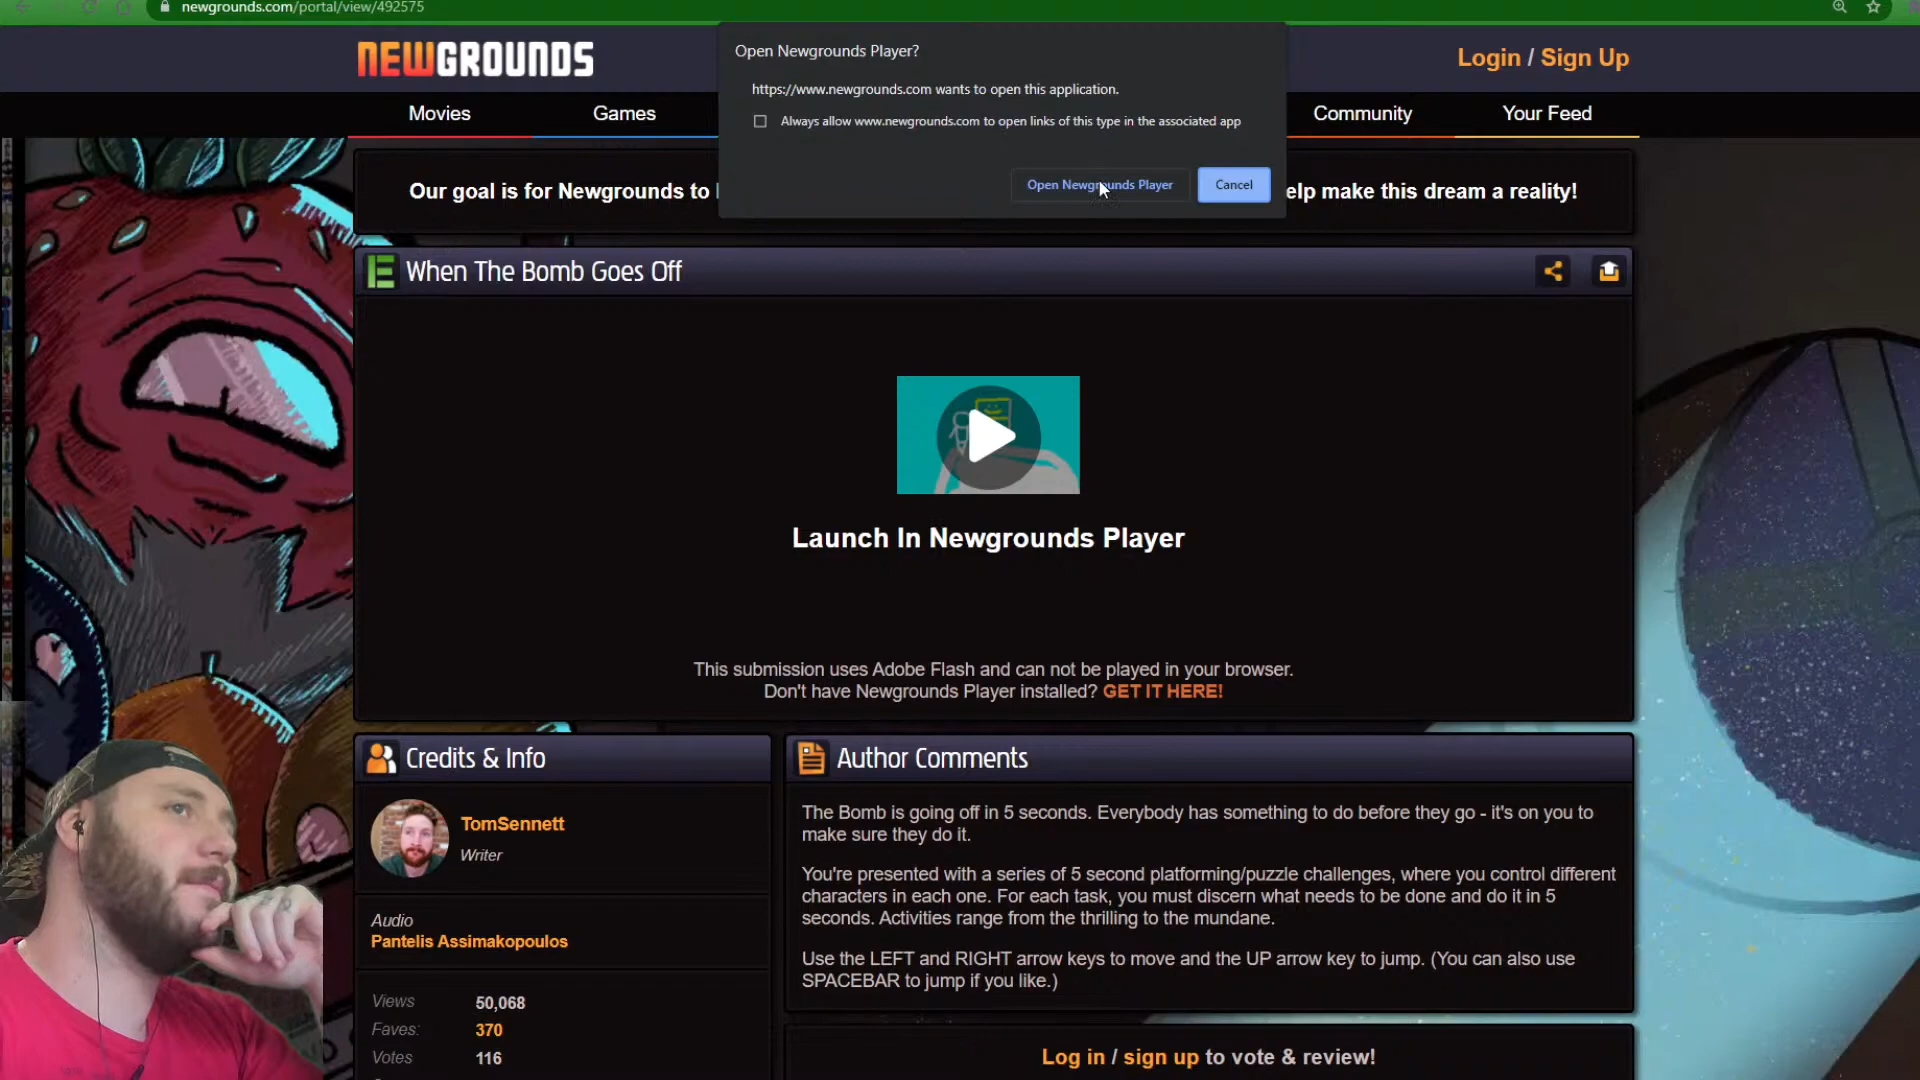 newgrounds.com/portal/view/492575
Open Newgrounds Player?
https://www.newgrounds.com wants to open this application.
Always allow www.newgrounds.com to open links of this type in the associated app
Open Newgrounds Player Cancel
NEWGROUNDS
Login / Sign Up
Movies Games Community Your Feed
Our goal is for Newgrounds to elp make this dream a reality!
E When The Bomb Goes Off
Launch In Newgrounds Player
This submission uses Adobe Flash and can not be played in your browser.
Don't have Newgrounds Player installed? GET IT HERE!
Credits & Info
TomSennett
Writer
Audio
Pantelis Assimakopoulos
Views 50,068
Faves: 370
Votes 116
Author Comments
The Bomb is going off in 5 seconds. Everybody has something to do before they go - it's on you to
make sure they do it.
You're presented with a series of 5 second platforming/puzzle challenges, where you control different
characters in each one. For each task, you must discern what needs to be done and do it in 5
seconds. Activities range from the thrilling to the mundane.
Use the LEFT and RIGHT arrow keys to move and the UP arrow key to jump. (You can also use
SPACEBAR to jump if you like.)
Log in / sign up to vote & review!